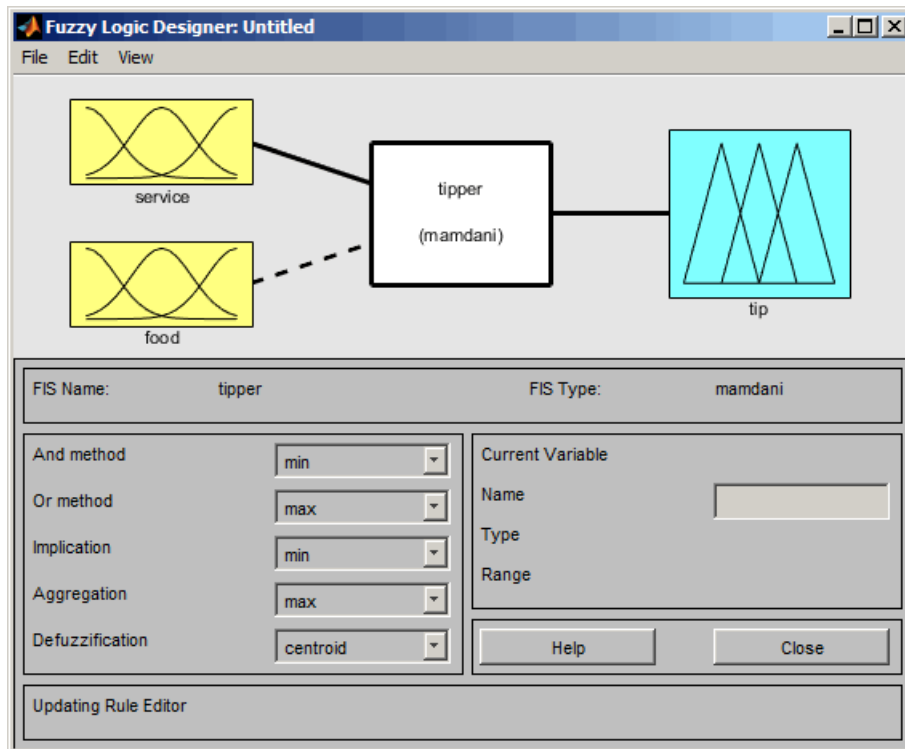 Fuzzy Logic Designer: Untitled
File Edit View
service
food
tipper
(mamdani)
tip
FIS Name: tipper FIS Type: mamdani
And method min
Or method max
Implication min
Aggregation max
Defuzzification centroid
Current Variable
Name
Type
Range
Help Close
Updating Rule Editor